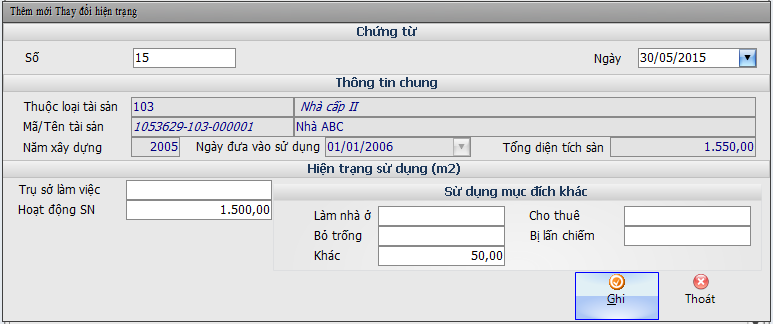 Thêm mới Thay đổi hiện trạng
Chứng từ
Số 15 Ngày 30/05/2015
Thông tin chung
Thuộc loại tài sản 103 Nhà cấp II
Mã/Tên tài sản 1053629-103-000001 Nhà ABC
Năm xây dựng 2005 Ngày đưa vào sử dụng 01/01/2006 Tổng diện tích sàn 1.550,00
Hiện trạng sử dụng (m2)
Trụ sở làm việc
Hoạt động SN 1.500,00
Sử dụng mục đích khác
Làm nhà ở Cho thuê
Bỏ trống Bị lấn chiếm
Khác 50,00
Ghi Thoát